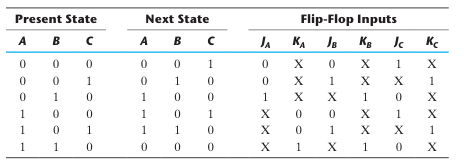 Present State Next State Flip-Flop Inputs
A B C A B C J_A K_A J_B K_B J_C K_C
0 0 0 0 0 1 0 X 0 X 1 X
0 0 1 0 1 0 0 X 1 X X 1
0 1 0 1 0 0 1 X X 1 0 X
1 0 0 1 0 1 X 0 0 X 1 X
1 0 1 1 1 0 X 0 1 X X 1
1 1 0 0 0 0 X 1 X 1 0 X